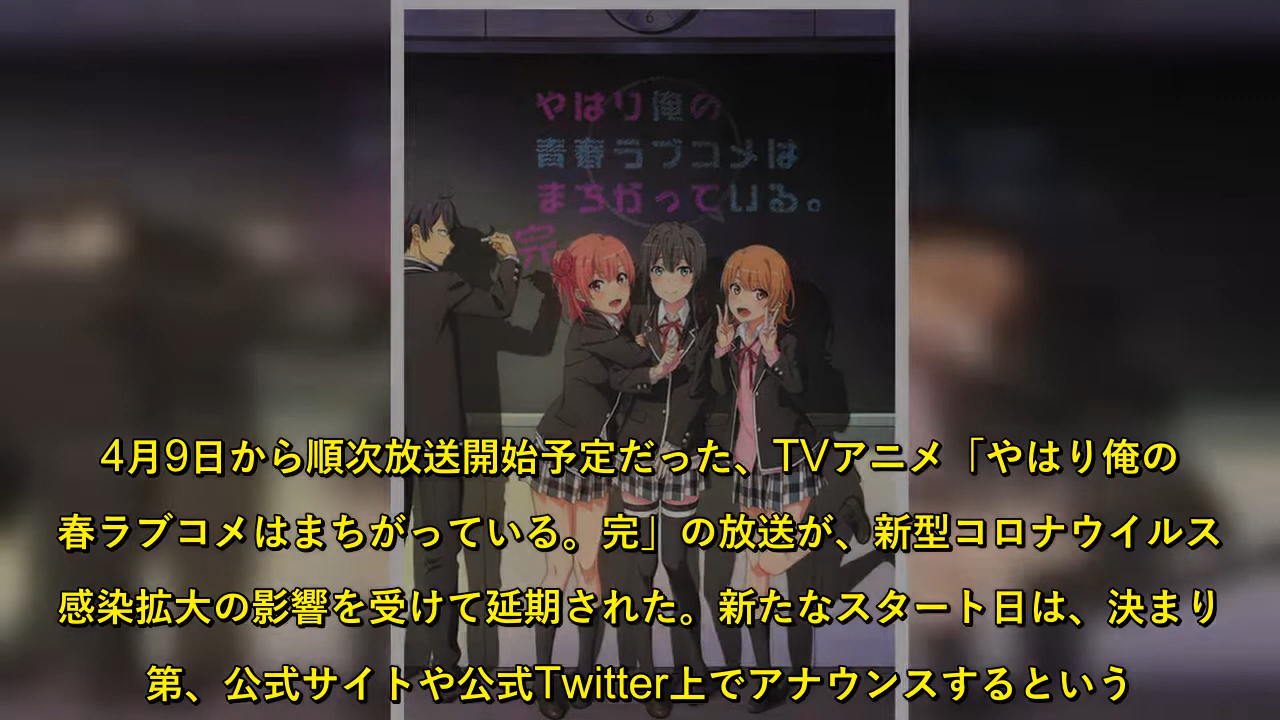 6
やはり俺の
青春ラブコメは
まちがっている。
完
4月9日から順次放送開始予定だった、TVアニメ「やはり俺の
春ラブコメはまちがっている。完」の放送が、新型コロナウイルス
感染拡大の影響を受けて延期された。新たなスタート日は、決まり
第、公式サイトや公式Twitter上でアナウンスするという